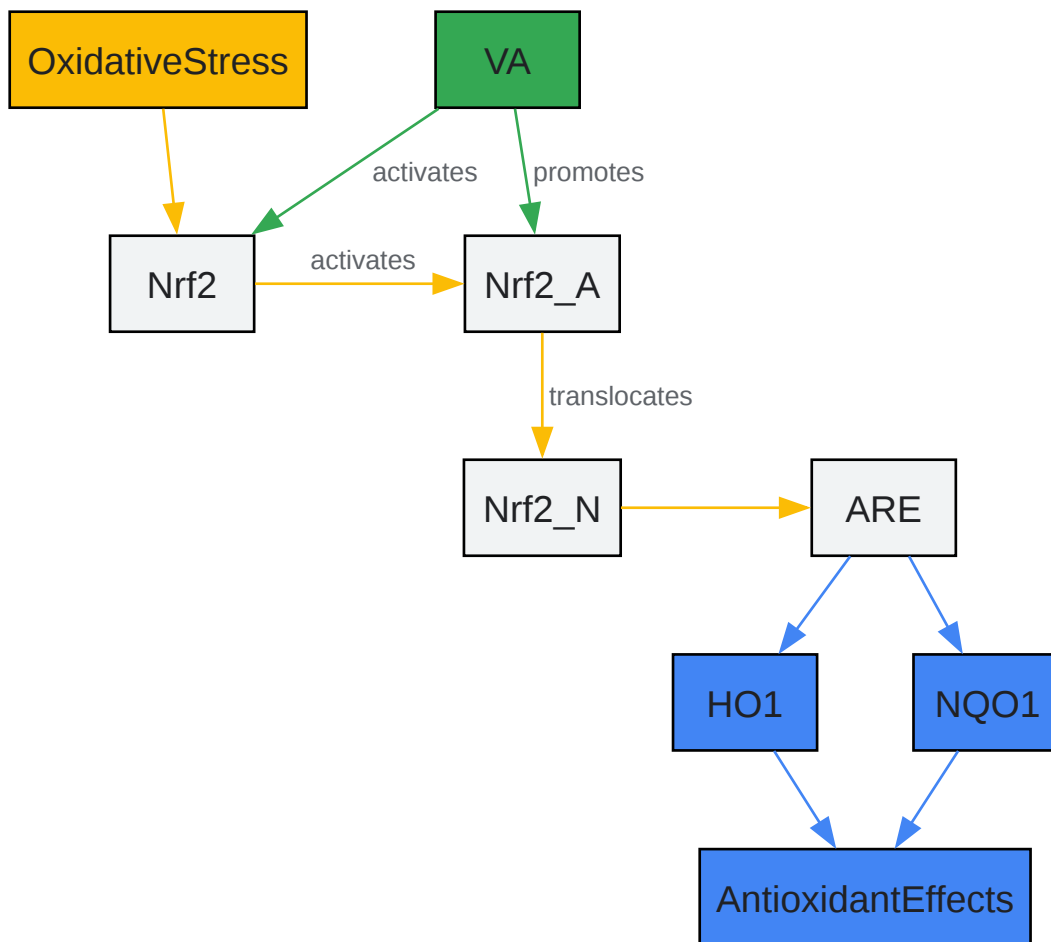 OxidativeStress
VA
activates
promotes
activates
Nrf2
Nrf2_A
translocates
Nrf2_N
ARE
HO1
NQO1
AntioxidantEffects